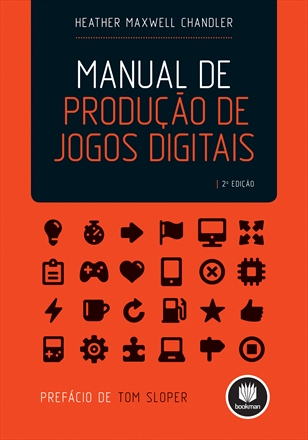 HEATHER MAXWELL CHANDLER
MANUAL DE
PRODUÇÃO DE
JOGOS DIGITAIS
| 2ª EDIÇÃO
PREFÁCIO DE TOM SLOPER
bookman